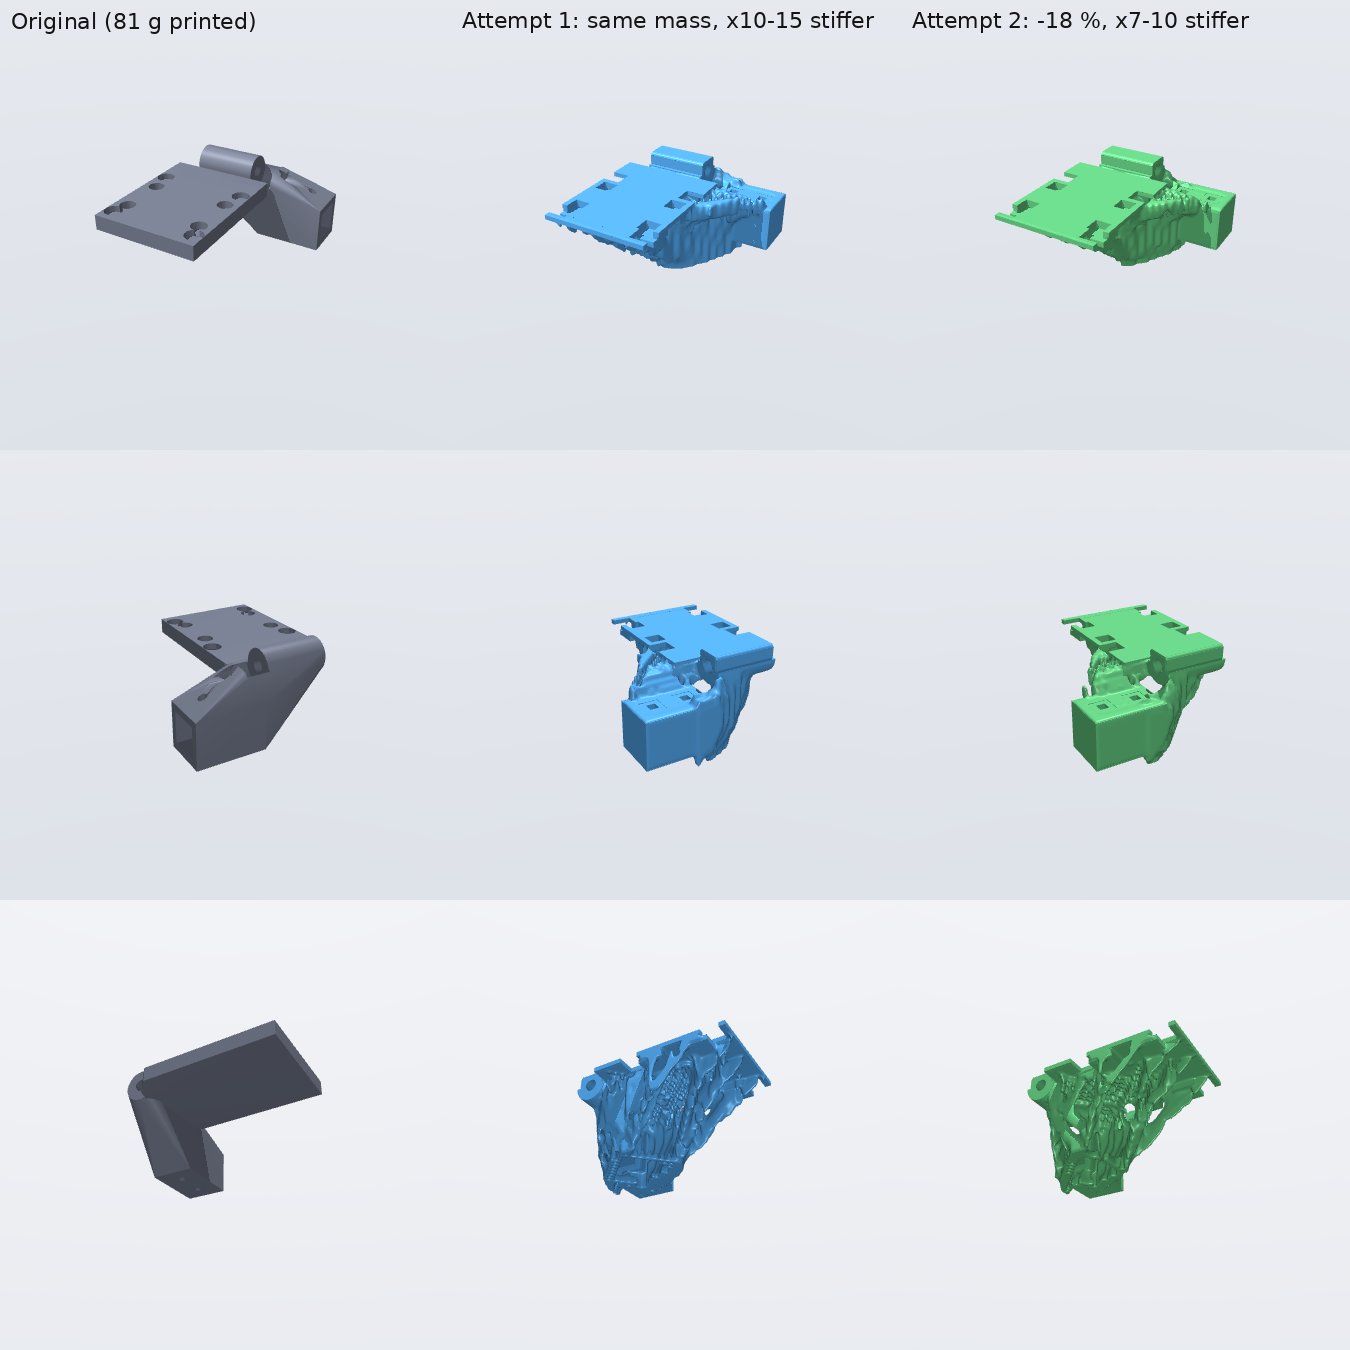 Original (81 g printed)
Attempt 1: same mass, x10-15 stiffer
Attempt 2: -18 %, x7-10 stiffer